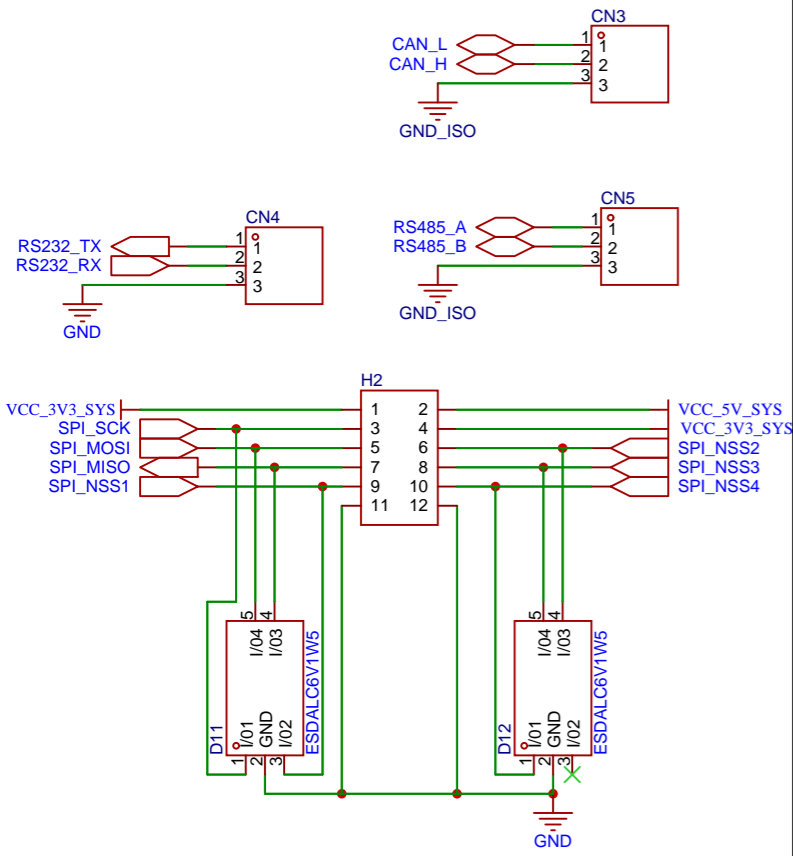 CN3
CAN_L 1 1
CAN_H 2 2
3 3
GND_ISO
CN4
RS232_TX 1 1
RS232_RX 2 2
3 3
GND
CN5
RS485_A 1 1
RS485_B 2 2
3 3
GND_ISO
H2
VCC_3V3_SYS 1 2 VCC_5V_SYS
SPI_SCK 3 4 VCC_3V3_SYS
SPI_MOSI 5 6 SPI_NSS2
SPI_MISO 7 8 SPI_NSS3
SPI_NSS1 9 10 SPI_NSS4
11 12
5 4
I/04 I/03
ESDALC6V1W5
D11
I/01 GND I/02
1 2 3
5 4
I/04 I/03
ESDALC6V1W5
D12
I/01 GND I/02
1 2 3
GND